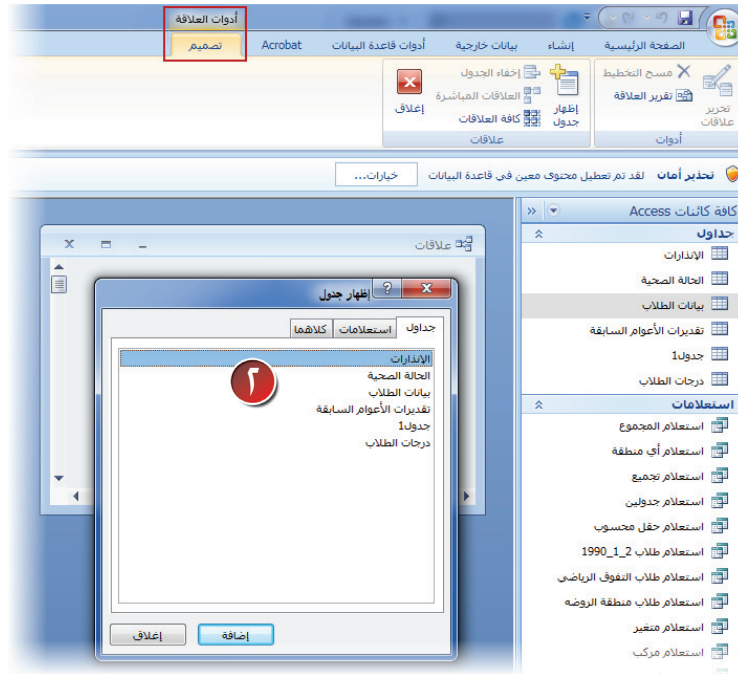 أدوات العلاقة
الصفحة الرئيسية
إنشاء
بيانات خارجية
أدوات قاعدة البيانات
Acrobat
تصميم
تحرير علاقات
مسح التخطيط
تقرير العلاقة
أدوات
إظهار جدول
إخفاء الجدول
العلاقات المباشرة
كافة العلاقات
إغلاق
علاقات
تحذير أمان
لقد تم تعطيل محتوى معين في قاعدة البيانات
خيارات...
كافة كائنات Access
جداول
الإنذارات
الحالة الصحية
بيانات الطلاب
تقديرات الأعوام السابقة
جدول1
درجات الطلاب
استعلامات
استعلام المجموع
استعلام أي منطقة
استعلام تجميع
استعلام جدولين
استعلام حقل محسوب
استعلام طلاب 2_1_1990
استعلام طلاب التفوق الرياضي
استعلام طلاب منطقة الروضه
استعلام متغير
استعلام مركب
علاقات
إظهار جدول
جداول
استعلامات
كلاهما
الإنذارات
الحالة الصحية
بيانات الطلاب
تقديرات الأعوام السابقة
جدول1
درجات الطلاب
٢
إضافة
إغلاق